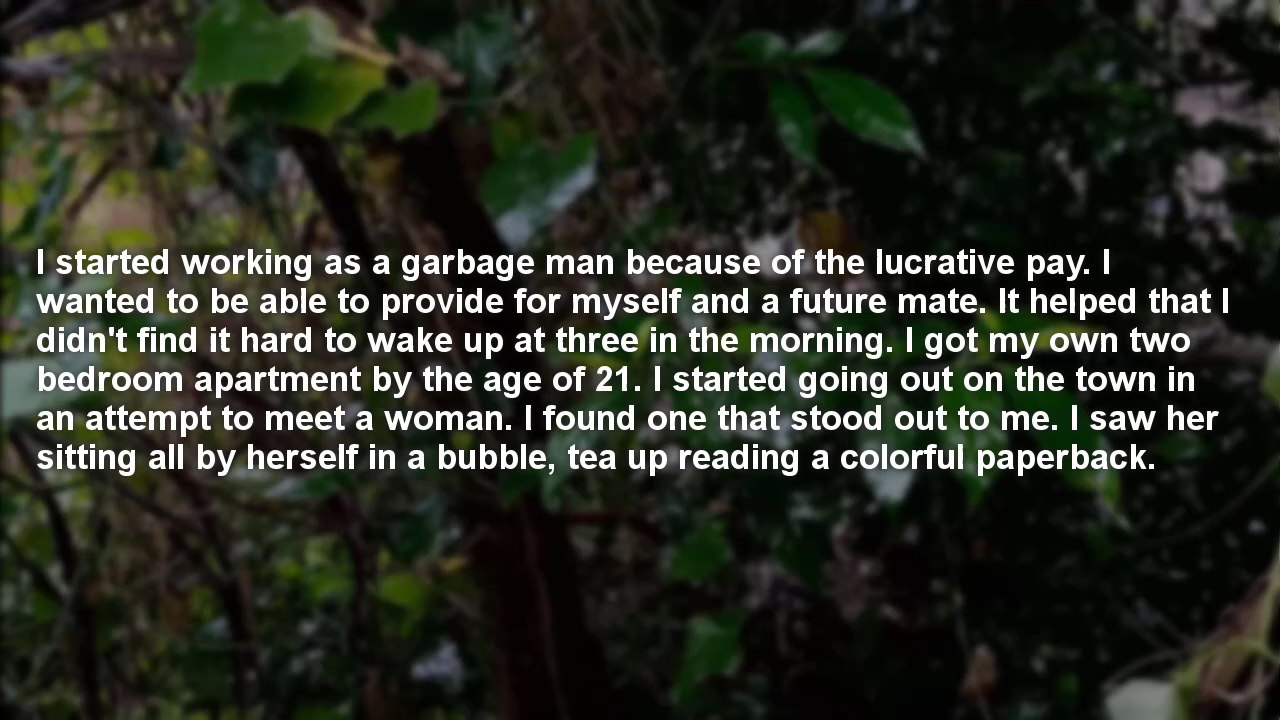 I started working as a garbage man because of the lucrative pay. I
wanted to be able to provide for myself and a future mate. It helped that I
didn't find it hard to wake up at three in the morning. I got my own two
bedroom apartment by the age of 21. I started going out on the town in
an attempt to meet a woman. I found one that stood out to me. I saw her
sitting all by herself in a bubble, tea up reading a colorful paperback.